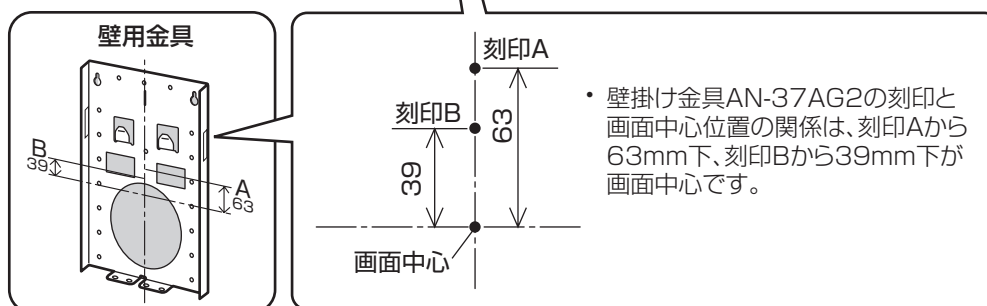 壁用金具
B
39
A
63
刻印A
刻印B
63
39
画面中心
• 壁掛け金具AN-37AG2の刻印と
画面中心位置の関係は、刻印Aから
63mm下、刻印Bから39mm下が
画面中心です。